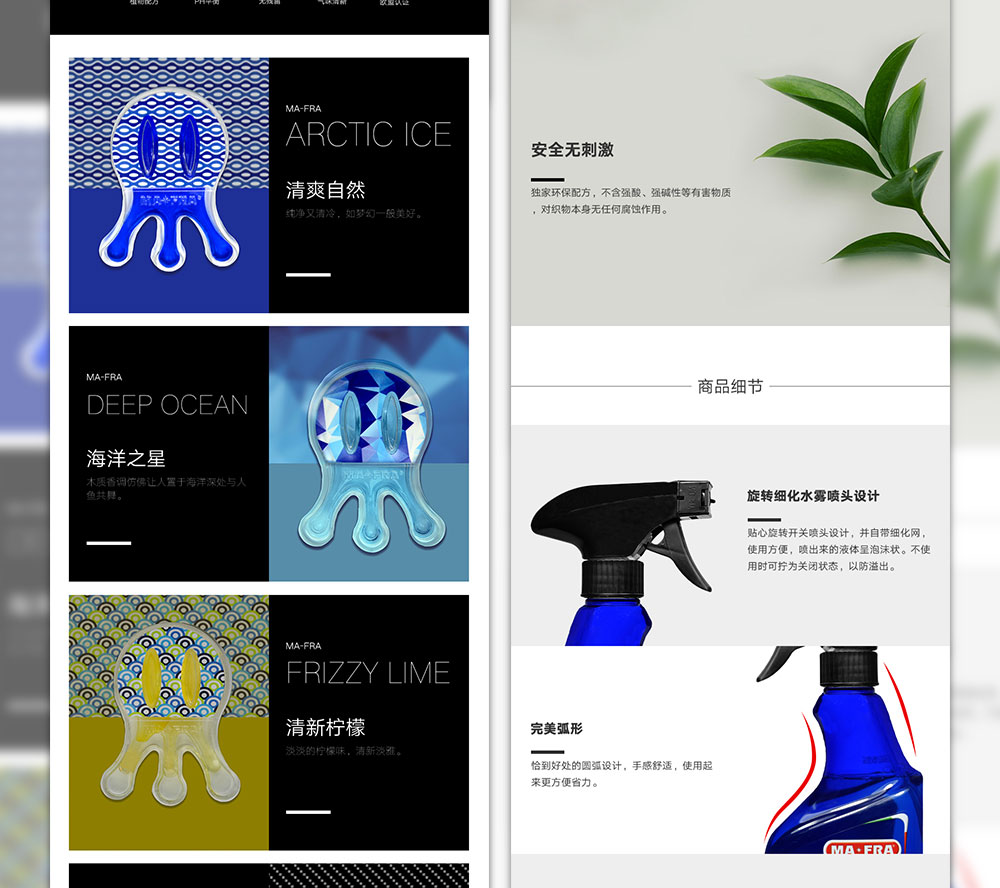 植物配方
PH平衡
无残留
气味清新
欧盟认证
MA-FRA
ARCTIC ICE
清爽自然
纯净又清冷，如梦幻一般美好。
MA-FRA
DEEP OCEAN
海洋之星
木质香调仿佛让人置于海洋深处与人
鱼共舞。
MA-FRA
FRIZZY LIME
清新柠檬
淡淡的柠檬味，清新淡雅。
安全无刺激
独家环保配方，不含强酸、强碱性等有害物质
，对织物本身无任何腐蚀作用。
商品细节
旋转细化水雾喷头设计
贴心旋转开关喷头设计，并自带细化网，
使用方便，喷出来的液体呈泡沫状。不使
用时可拧为关闭状态，以防溢出。
完美弧形
恰到好处的圆弧设计，手感舒适，使用起
来更方便省力。
MA·FRA